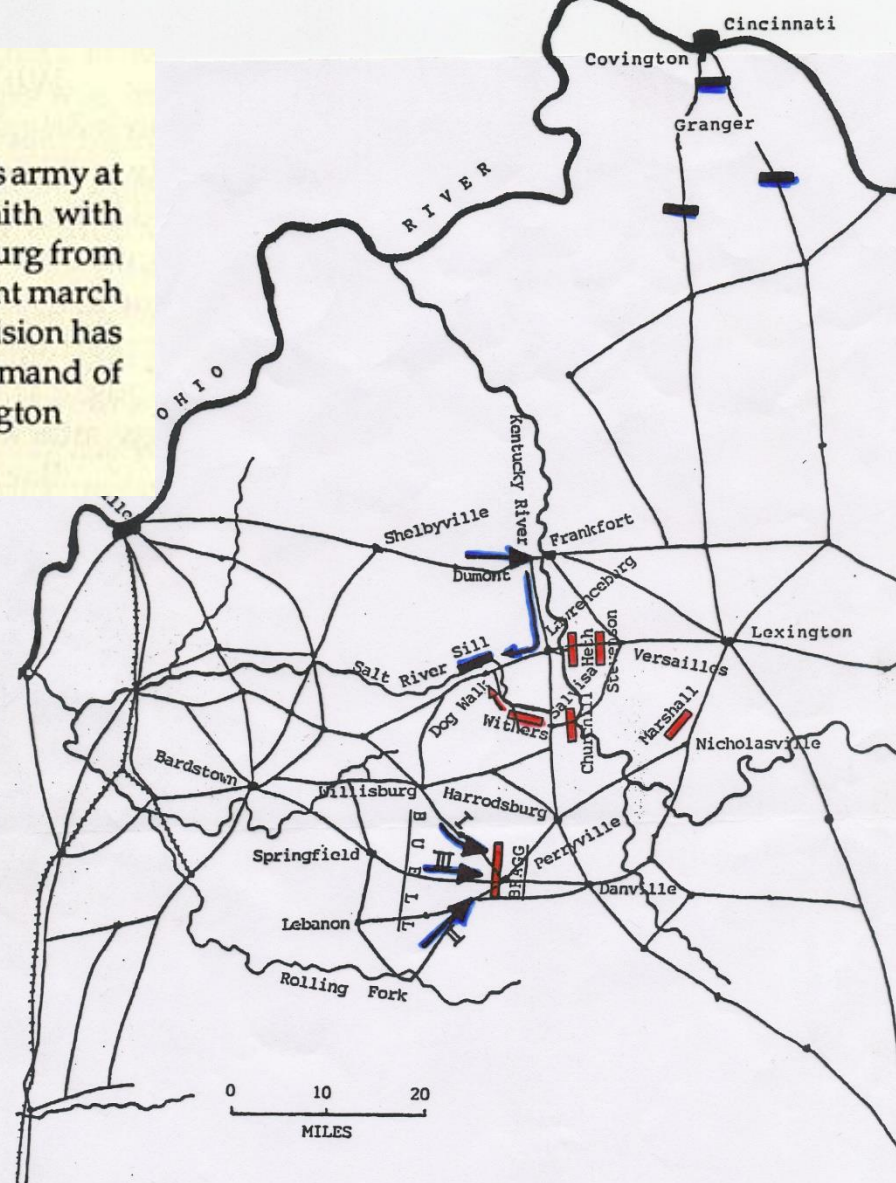 Cincinnati
Covington
Granger
s army at
ith with
urg from
nt march
ision has
mand of
gton
RIVER
OHIO
Kentucky River
Shelbyville
Frankfort
Dumont
Lawrenceburg
Lexington
Sill
Salt River
Heth
Stevenson
Versailles
Salvisa
Dog Walk
Withers
Churchill
Marshall
Nicholasville
Bardstown
Willisburg
Harrodsburg
I
BUELL
III
Perryville
Springfield
BRAGG
Danville
Lebanon
II
Rolling Fork
0 10 20
MILES